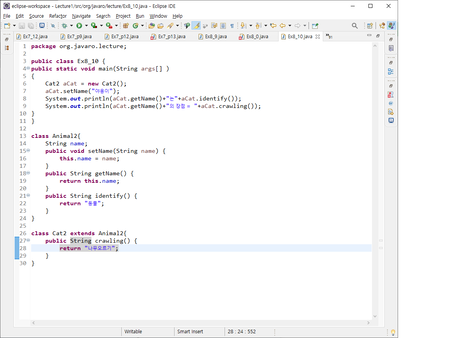 eclipse-workspace - Lecture1/src/org/javaro/lecture/Ex8_10.java - Eclipse IDE
File Edit Source Refactor Navigate Search Project Run Window Help
Ex7_12.java Ex7_p9.java Ex7_p12.java Ex7_p13.java Ex8_9.java Ex8_0.java Ex8_10.java
1 package org.javaro.lecture;
2
3 public class Ex8_10 {
4 public static void main(String args[] )
5 {
6 Cat2 aCat = new Cat2();
7 aCat.setName("야옹이");
8 System.out.println(aCat.getName()+"는"+aCat.identify());
9 System.out.println(aCat.getName()+"의 장점 = "+aCat.crawling());
10 }
11 }
12
13 class Animal2{
14 String name;
15 public void setName(String name) {
16 this.name = name;
17 }
18 public String getName() {
19 return this.name;
20 }
21 public String identify() {
22 return "동물";
23 }
24 }
25
26 class Cat2 extends Animal2{
27 public String crawling() {
28 return "나무오르기";
29 }
30 }
Writable Smart Insert 28 : 24 : 552